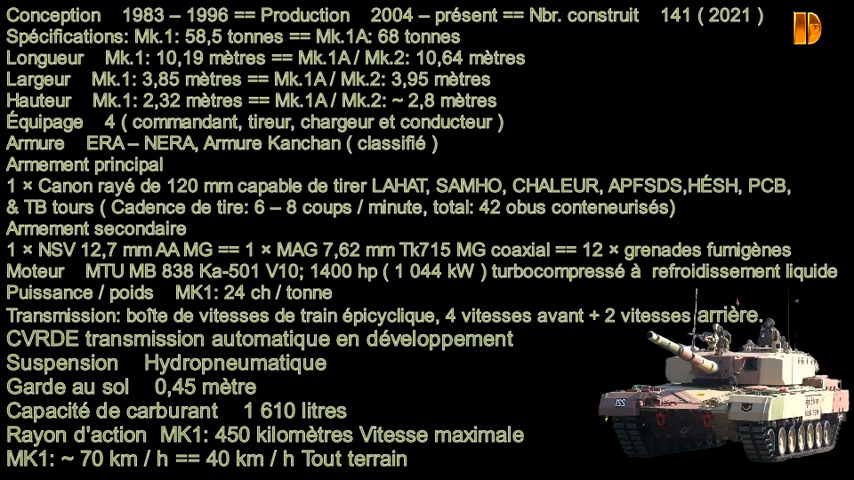 Conception 1983 – 1996 == Production 2004 – présent == Nbr. construit 141 ( 2021 )
Spécifications: Mk.1: 58,5 tonnes == Mk.1A: 68 tonnes
Longueur Mk.1: 10,19 mètres == Mk.1A / Mk.2: 10,64 mètres
Largeur Mk.1: 3,85 mètres == Mk.1A / Mk.2: 3,95 mètres
Hauteur Mk.1: 2,32 mètres == Mk.1A / Mk.2: ~ 2,8 mètres
Équipage 4 ( commandant, tireur, chargeur et conducteur )
Armure ERA – NERA, Armure Kanchan ( classifié )
Armement principal
1 × Canon rayé de 120 mm capable de tirer LAHAT, SAMHO, CHALEUR, APFSDS,HÉSH, PCB,
& TB tours ( Cadence de tire: 6 – 8 coups / minute, total: 42 obus conteneurisés)
Armement secondaire
1 × NSV 12,7 mm AA MG == 1 × MAG 7,62 mm Tk715 MG coaxial == 12 × grenades fumigènes
Moteur MTU MB 838 Ka-501 V10; 1400 hp ( 1 044 kW ) turbocompressé à refroidissement liquide
Puissance / poids MK1: 24 ch / tonne
Transmission: boîte de vitesses de train épicyclique, 4 vitesses avant + 2 vitesses arrière.
CVRDE transmission automatique en développement
Suspension Hydropneumatique
Garde au sol 0,45 mètre
Capacité de carburant 1 610 litres
Rayon d'action MK1: 450 kilomètres Vitesse maximale
MK1: ~ 70 km / h == 40 km / h Tout terrain